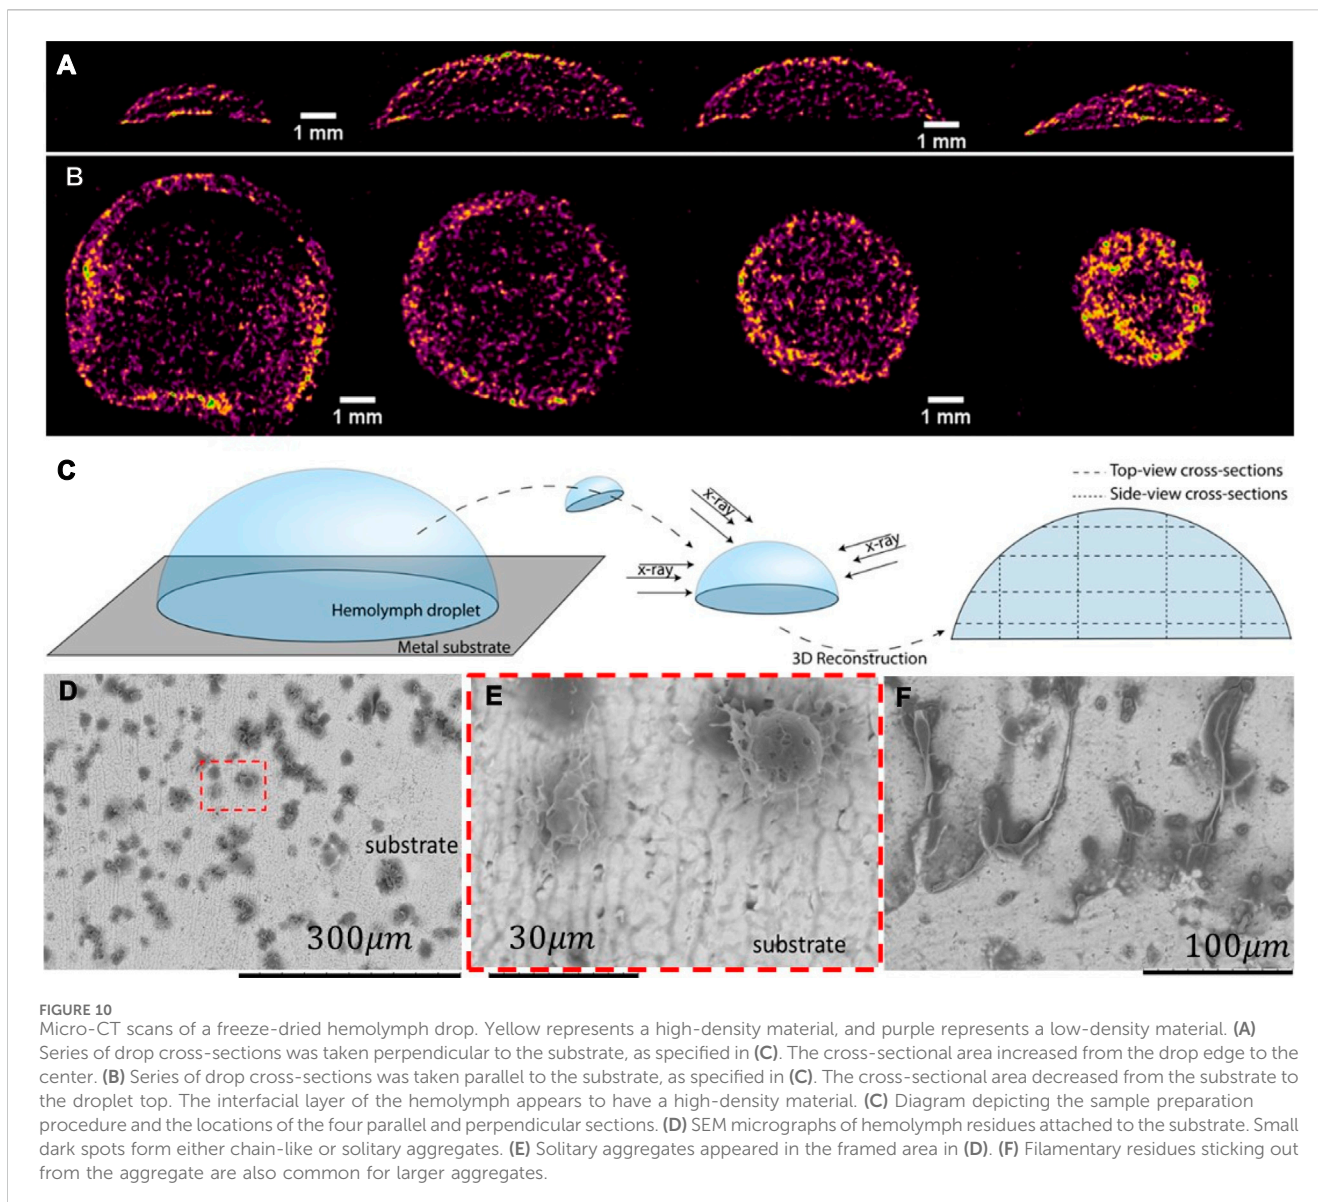 A
1 mm
1 mm
B
1 mm
1 mm
C
Hemolymph droplet
Metal substrate
x-ray
x-ray
x-ray
3D Reconstruction
Top-view cross-sections
Side-view cross-sections
D
substrate
300μm
E
30μm
substrate
F
100μm
FIGURE 10
Micro-CT scans of a freeze-dried hemolymph drop. Yellow represents a high-density material, and purple represents a low-density material. (A)
Series of drop cross-sections was taken perpendicular to the substrate, as specified in (C). The cross-sectional area increased from the drop edge to the
center. (B) Series of drop cross-sections was taken parallel to the substrate, as specified in (C). The cross-sectional area decreased from the substrate to
the droplet top. The interfacial layer of the hemolymph appears to have a high-density material. (C) Diagram depicting the sample preparation
procedure and the locations of the four parallel and perpendicular sections. (D) SEM micrographs of hemolymph residues attached to the substrate. Small
dark spots form either chain-like or solitary aggregates. (E) Solitary aggregates appeared in the framed area in (D). (F) Filamentary residues sticking out
from the aggregate are also common for larger aggregates.